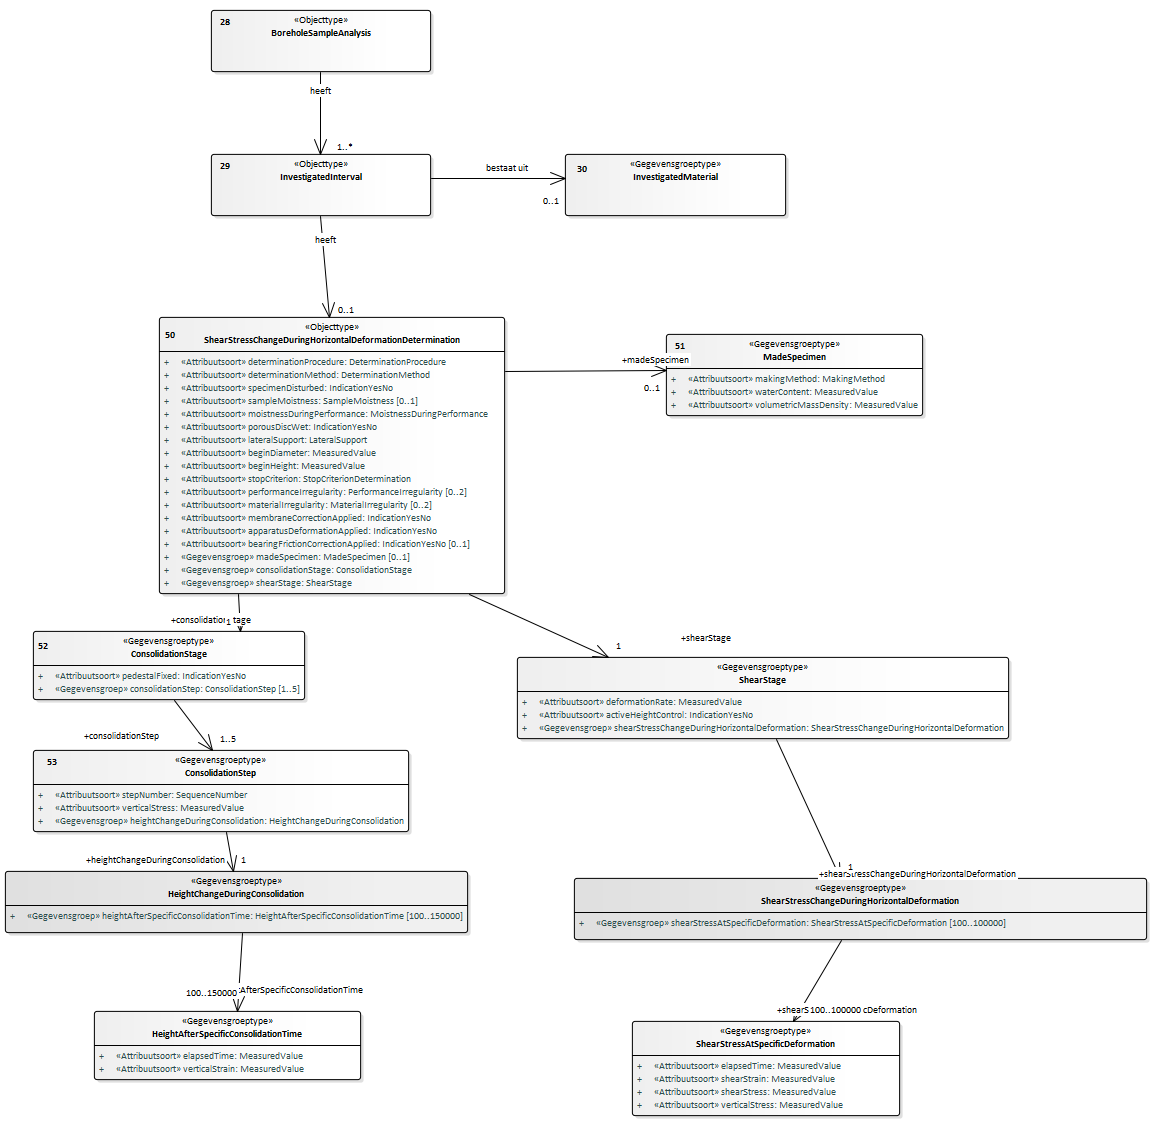 28
«Objecttype»
BoreholeSampleAnalysis
heeft
1..*
29
«Objecttype»
InvestigatedInterval
bestaat uit
0..1
30
«Gegevensgroeptype»
InvestigatedMaterial
heeft
0..1
50
«Objecttype»
ShearStressChangeDuringHorizontalDeformationDetermination
+ «Attribuutsoort» determinationProcedure: DeterminationProcedure
+ «Attribuutsoort» determinationMethod: DeterminationMethod
+ «Attribuutsoort» specimenDisturbed: IndicationYesNo
+ «Attribuutsoort» sampleMoistness: SampleMoistness [0..1]
+ «Attribuutsoort» moistnessDuringPerformance: MoistnessDuringPerformance
+ «Attribuutsoort» porousDiscWet: IndicationYesNo
+ «Attribuutsoort» lateralSupport: LateralSupport
+ «Attribuutsoort» beginDiameter: MeasuredValue
+ «Attribuutsoort» beginHeight: MeasuredValue
+ «Attribuutsoort» stopCriterion: StopCriterionDetermination
+ «Attribuutsoort» performanceIrregularity: PerformanceIrregularity [0..2]
+ «Attribuutsoort» materialIrregularity: MaterialIrregularity [0..2]
+ «Attribuutsoort» membraneCorrectionApplied: IndicationYesNo
+ «Attribuutsoort» apparatusDeformationApplied: IndicationYesNo
+ «Attribuutsoort» bearingFrictionCorrectionApplied: IndicationYesNo [0..1]
+ «Gegevensgroep» madeSpecimen: MadeSpecimen [0..1]
+ «Gegevensgroep» consolidationStage: ConsolidationStage
+ «Gegevensgroep» shearStage: ShearStage
+madeSpecimen
0..1
51
«Gegevensgroeptype»
MadeSpecimen
+ «Attribuutsoort» makingMethod: MakingMethod
+ «Attribuutsoort» waterContent: MeasuredValue
+ «Attribuutsoort» volumetricMassDensity: MeasuredValue
+consolidation 1 tage
52
«Gegevensgroeptype»
ConsolidationStage
+ «Attribuutsoort» pedestalFixed: IndicationYesNo
+ «Gegevensgroep» consolidationStep: ConsolidationStep [1..5]
1
+shearStage
«Gegevensgroeptype»
ShearStage
+ «Attribuutsoort» deformationRate: MeasuredValue
+ «Attribuutsoort» activeHeightControl: IndicationYesNo
+ «Gegevensgroep» shearStressChangeDuringHorizontalDeformation: ShearStressChangeDuringHorizontalDeformation
+consolidationStep
1..5
53
«Gegevensgroeptype»
ConsolidationStep
+ «Attribuutsoort» stepNumber: SequenceNumber
+ «Attribuutsoort» verticalStress: MeasuredValue
+ «Gegevensgroep» heightChangeDuringConsolidation: HeightChangeDuringConsolidation
+heightChangeDuringConsolidation
1
«Gegevensgroeptype»
HeightChangeDuringConsolidation
+ «Gegevensgroep» heightAfterSpecificConsolidationTime: HeightAfterSpecificConsolidationTime [100..150000]
1
+shearStressChangeDuringHorizontalDeformation
«Gegevensgroeptype»
ShearStressChangeDuringHorizontalDeformation
+ «Gegevensgroep» shearStressAtSpecificDeformation: ShearStressAtSpecificDeformation [100..100000]
100..150000 AfterSpecificConsolidationTime
«Gegevensgroeptype»
HeightAfterSpecificConsolidationTime
+ «Attribuutsoort» elapsedTime: MeasuredValue
+ «Attribuutsoort» verticalStrain: MeasuredValue
+shearS 100..100000 cDeformation
«Gegevensgroeptype»
ShearStressAtSpecificDeformation
+ «Attribuutsoort» elapsedTime: MeasuredValue
+ «Attribuutsoort» shearStrain: MeasuredValue
+ «Attribuutsoort» shearStress: MeasuredValue
+ «Attribuutsoort» verticalStress: MeasuredValue